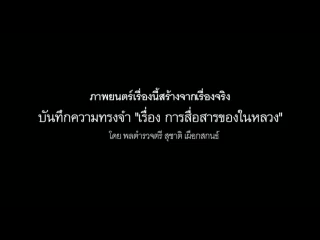 ภาพยนตร์เรื่องนี้สร้างจากเรื่องจริง
บันทึกความทรงจำ "เรื่อง การสื่อสารของในหลวง"
โดย พลตำรวจตรี สุชาติ เผือกสกนธ์